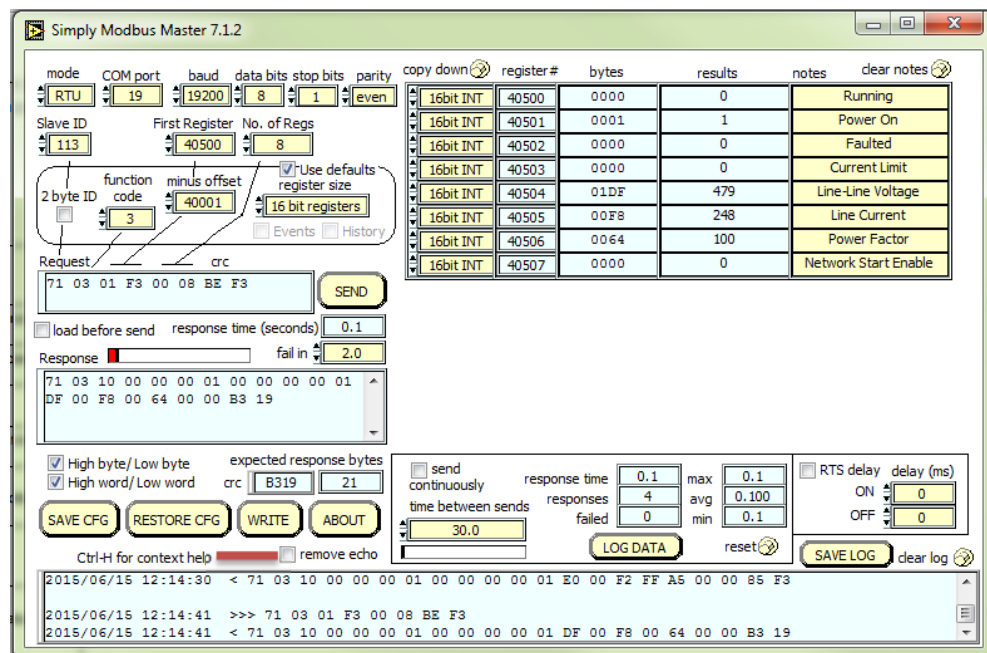 Simply Modbus Master 7.1.2
mode COM port baud data bits stop bits parity
RTU 19 19200 8 1 even
Slave ID First Register No. of Regs
113 40500 8
Use defaults
2 byte ID function code minus offset register size
3 40001 16 bit registers
Events History
Request crc
71 03 01 F3 00 08 BE F3
SEND
load before send response time (seconds) 0.1
Response fail in 2.0
71 03 10 00 00 00 01 00 00 00 00 01
DF 00 F8 00 64 00 00 B3 19
High byte/Low byte expected response bytes
High word/Low word crc B319 21
SAVE CFG RESTORE CFG WRITE ABOUT
Ctrl-H for context help remove echo
copy down register # bytes results notes clear notes
16bit INT 40500 0000 0 Running
16bit INT 40501 0001 1 Power On
16bit INT 40502 0000 0 Faulted
16bit INT 40503 0000 0 Current Limit
16bit INT 40504 01DF 479 Line-Line Voltage
16bit INT 40505 00F8 248 Line Current
16bit INT 40506 0064 100 Power Factor
16bit INT 40507 0000 0 Network Start Enable
send continuously
time between sends
30.0
response time 0.1 max 0.1
responses 4 avg 0.100
failed 0 min 0.1
LOG DATA reset
RTS delay delay (ms)
ON 0
OFF 0
SAVE LOG clear log
2015/06/15 12:14:30 < 71 03 10 00 00 00 01 00 00 00 00 01 E0 00 F2 FF A5 00 00 85 F3
2015/06/15 12:14:41 >>> 71 03 01 F3 00 08 BE F3
2015/06/15 12:14:41 < 71 03 10 00 00 00 01 00 00 00 00 01 DF 00 F8 00 64 00 00 B3 19